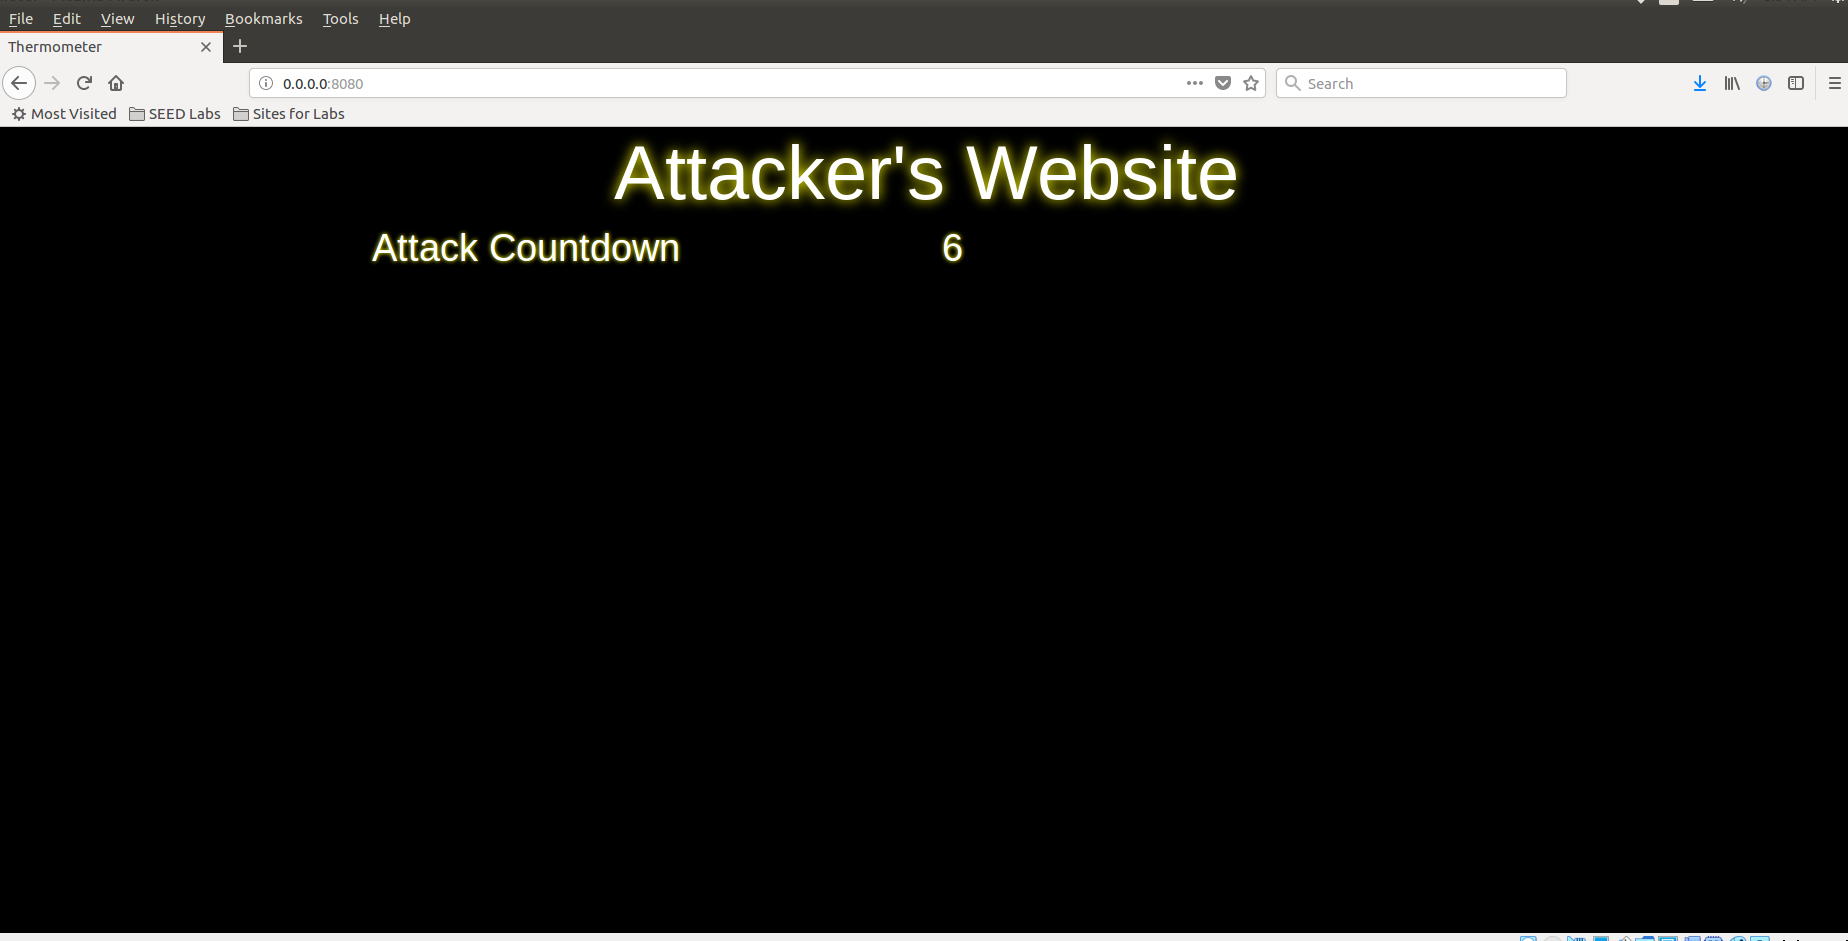 File Edit View History Bookmarks Tools Help
Thermometer
0.0.0.0:8080
Search
Most Visited SEED Labs Sites for Labs
Attacker's Website
Attack Countdown 6